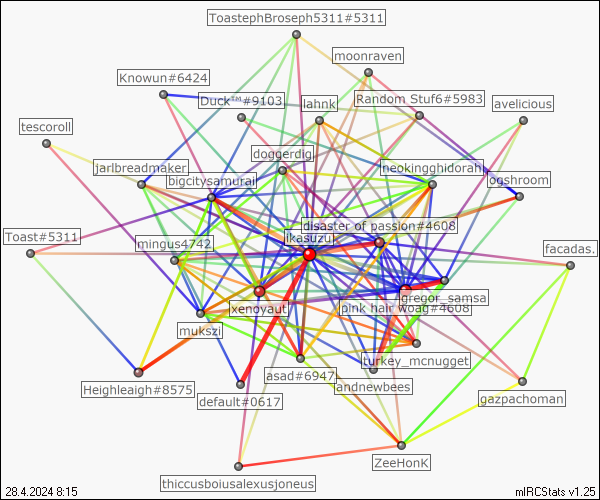 ToastephBroseph5311#5311
moonraven
Knowun#6424
Duck™#9103
lahnk
Random Stuf6#5983
avelicious
tescoroll
doggerdig
jarlbreadmaker
neokingghidorah
bigcitysamurai
ogshroom
disaster of passion#4608
Toast#5311
ikasuzu
mingus4742
facadas.
gregor_samsa
xenoyaut
pink hair woag#4608
mukszi
turkey_mcnugget
asad#6947
andnewbees
Heighleaigh#8575
default#0617
gazpachoman
ZeeHonK
thiccusboiusalexusjoneus
28.4.2024 8:15
mIRCStats v1.25